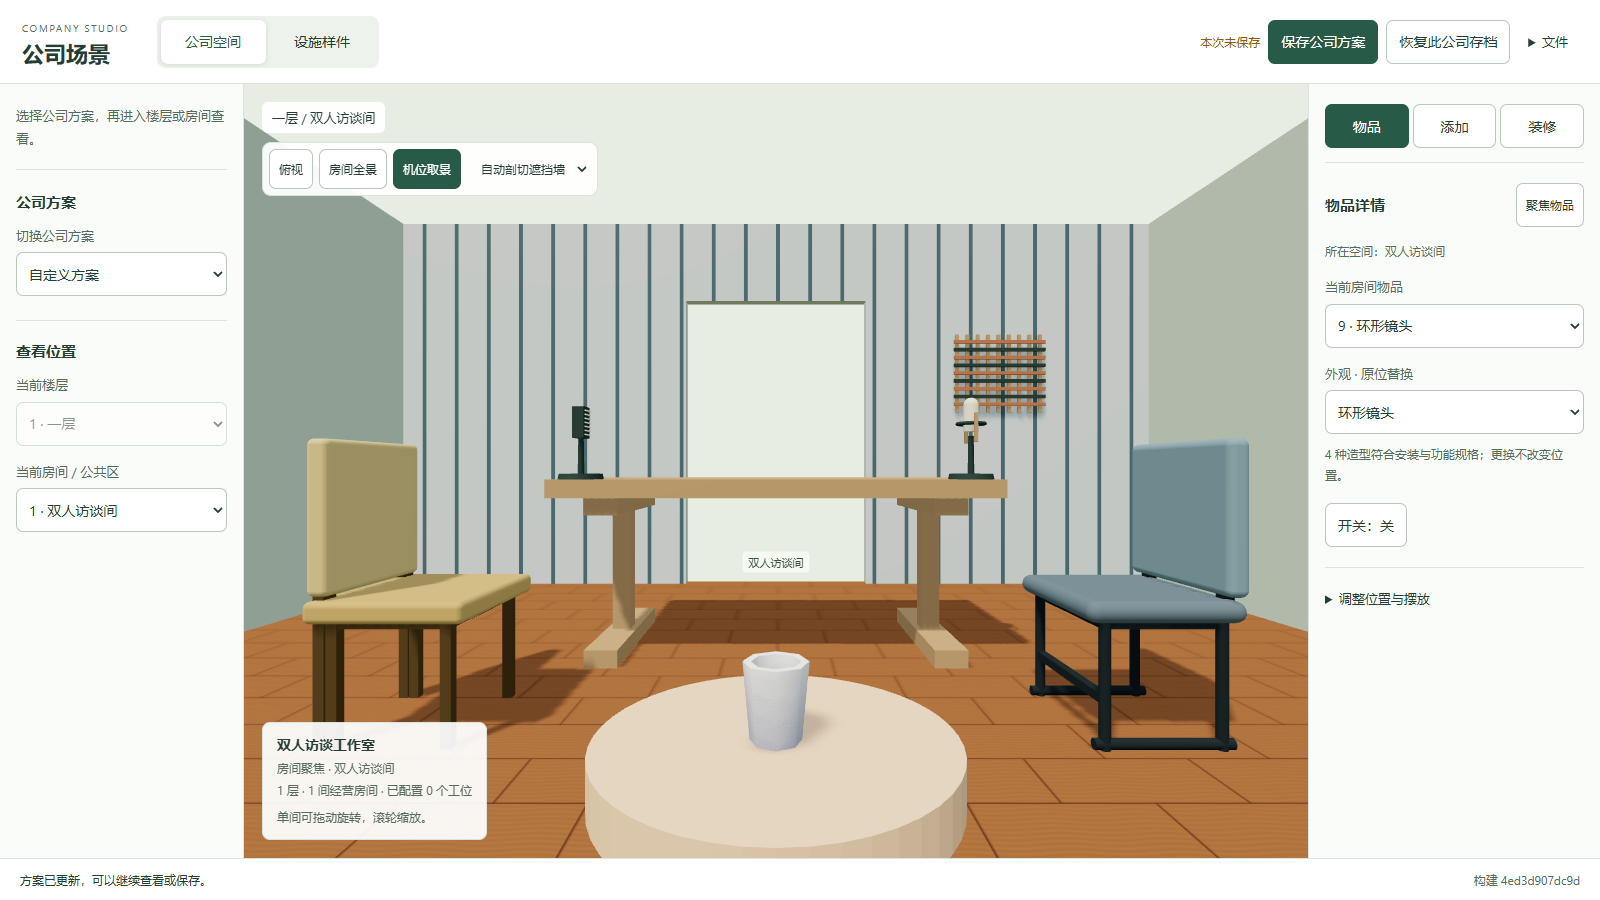 COMPANY STUDIO
公司场景
公司空间
设施样件
本次未保存
保存公司方案
恢复此公司存档
▶ 文件
选择公司方案，再进入楼层或房间查
看。
公司方案
切换公司方案
自定义方案
查看位置
当前楼层
1 · 一层
当前房间 / 公共区
1 · 双人访谈间
一层 / 双人访谈间
俯视
房间全景
机位取景
自动剖切遮挡墙
双人访谈间
双人访谈工作室
房间聚焦 · 双人访谈间
1 层 · 1 间经营房间 · 已配置 0 个工位
单间可拖动旋转，滚轮缩放。
物品
添加
装修
物品详情
聚焦物品
所在空间：双人访谈间
当前房间物品
9 · 环形镜头
外观 · 原位替换
环形镜头
4 种造型符合安装与功能规格；更换不改变位
置。
开关：关
▶ 调整位置与摆放
方案已更新，可以继续查看或保存。
构建 4ed3d907dc9d